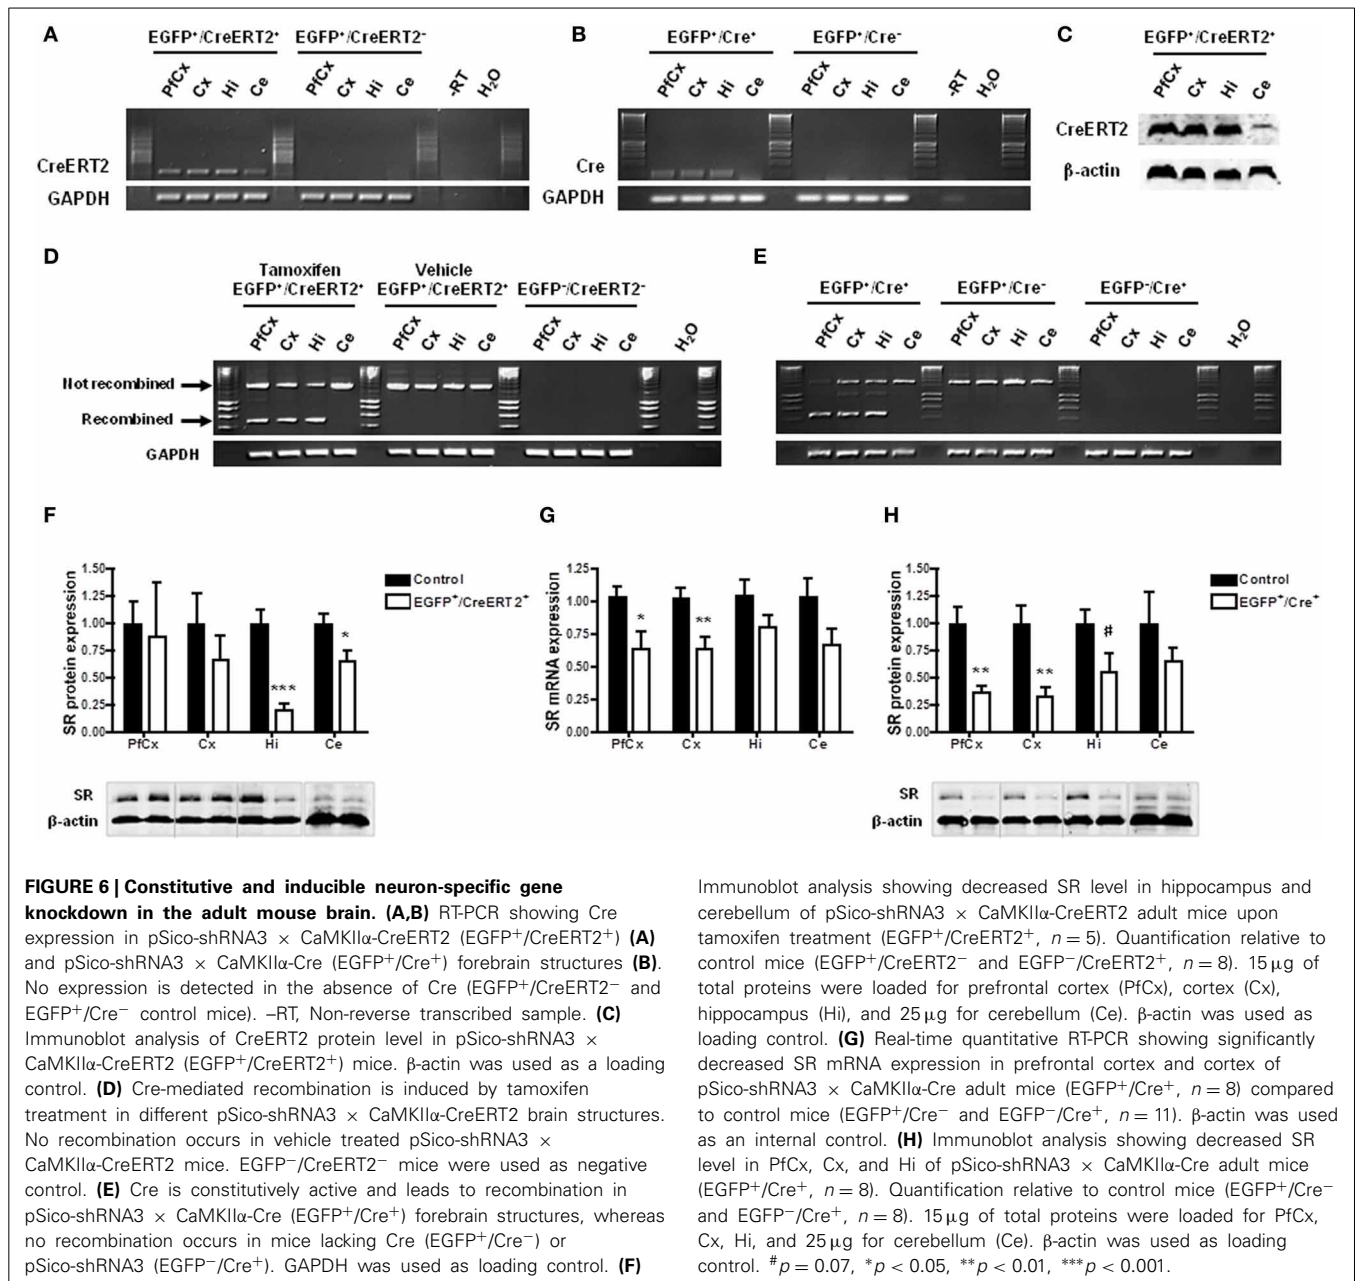 A
EGFP⁺/CreERT2⁺ EGFP⁺/CreERT2⁻
PfCx Cx Hi Ce PfCx Cx Hi Ce -RT H₂O
CreERT2
GAPDH
B
EGFP⁺/Cre⁺ EGFP⁺/Cre⁻
PfCx Cx Hi Ce PfCx Cx Hi Ce -RT H₂O
Cre
GAPDH
C
EGFP⁺/CreERT2⁺
PfCx Cx Hi Ce
CreERT2
β-actin
D
Tamoxifen Vehicle
EGFP⁺/CreERT2⁺ EGFP⁺/CreERT2⁺ EGFP⁻/CreERT2⁻
PfCx Cx Hi Ce PfCx Cx Hi Ce PfCx Cx Hi Ce H₂O
Not recombined
Recombined
GAPDH
E
EGFP⁺/Cre⁺ EGFP⁺/Cre⁻ EGFP⁻/Cre⁺
PfCx Cx Hi Ce PfCx Cx Hi Ce PfCx Cx Hi Ce H₂O
F
SR protein expression
1.50
1.25
1.00
0.75
0.50
0.25
0.00
*** *
PfCx Cx Hi Ce
Control
EGFP⁺/CreERT2⁺
SR
β-actin
G
SR mRNA expression
1.25
1.00
0.75
0.50
0.25
0.00
* **
PfCx Cx Hi Ce
H
SR protein expression
1.50
1.25
1.00
0.75
0.50
0.25
0.00
** ** #
PfCx Cx Hi Ce
Control
EGFP⁺/Cre⁺
SR
β-actin
FIGURE 6 | Constitutive and inducible neuron-specific gene
knockdown in the adult mouse brain. (A,B) RT-PCR showing Cre
expression in pSico-shRNA3 × CaMKIIα-CreERT2 (EGFP⁺/CreERT2⁺) (A)
and pSico-shRNA3 × CaMKIIα-Cre (EGFP⁺/Cre⁺) forebrain structures (B).
No expression is detected in the absence of Cre (EGFP⁺/CreERT2⁻ and
EGFP⁺/Cre⁻ control mice). –RT, Non-reverse transcribed sample. (C)
Immunoblot analysis of CreERT2 protein level in pSico-shRNA3 ×
CaMKIIα-CreERT2 (EGFP⁺/CreERT2⁺) mice. β-actin was used as a loading
control. (D) Cre-mediated recombination is induced by tamoxifen
treatment in different pSico-shRNA3 × CaMKIIα-CreERT2 brain structures.
No recombination occurs in vehicle treated pSico-shRNA3 ×
CaMKIIα-CreERT2 mice. EGFP⁻/CreERT2⁻ mice were used as negative
control. (E) Cre is constitutively active and leads to recombination in
pSico-shRNA3 × CaMKIIα-Cre (EGFP⁺/Cre⁺) forebrain structures, whereas
no recombination occurs in mice lacking Cre (EGFP⁺/Cre⁻) or
pSico-shRNA3 (EGFP⁻/Cre⁺). GAPDH was used as loading control. (F)
Immunoblot analysis showing decreased SR level in hippocampus and
cerebellum of pSico-shRNA3 × CaMKIIα-CreERT2 adult mice upon
tamoxifen treatment (EGFP⁺/CreERT2⁺, n = 5). Quantification relative to
control mice (EGFP⁺/CreERT2⁻ and EGFP⁻/CreERT2⁺, n = 8). 15 μg of
total proteins were loaded for prefrontal cortex (PfCx), cortex (Cx),
hippocampus (Hi), and 25 μg for cerebellum (Ce). β-actin was used as
loading control. (G) Real-time quantitative RT-PCR showing significantly
decreased SR mRNA expression in prefrontal cortex and cortex of
pSico-shRNA3 × CaMKIIα-Cre adult mice (EGFP⁺/Cre⁺, n = 8) compared
to control mice (EGFP⁺/Cre⁻ and EGFP⁻/Cre⁺, n = 11). β-actin was used
as an internal control. (H) Immunoblot analysis showing decreased SR
level in PfCx, Cx, and Hi of pSico-shRNA3 × CaMKIIα-Cre adult mice
(EGFP⁺/Cre⁺, n = 8). Quantification relative to control mice (EGFP⁺/Cre⁻
and EGFP⁻/Cre⁺, n = 8). 15 μg of total proteins were loaded for PfCx,
Cx, Hi, and 25 μg for cerebellum (Ce). β-actin was used as loading
control. #p = 0.07, *p < 0.05, **p < 0.01, ***p < 0.001.